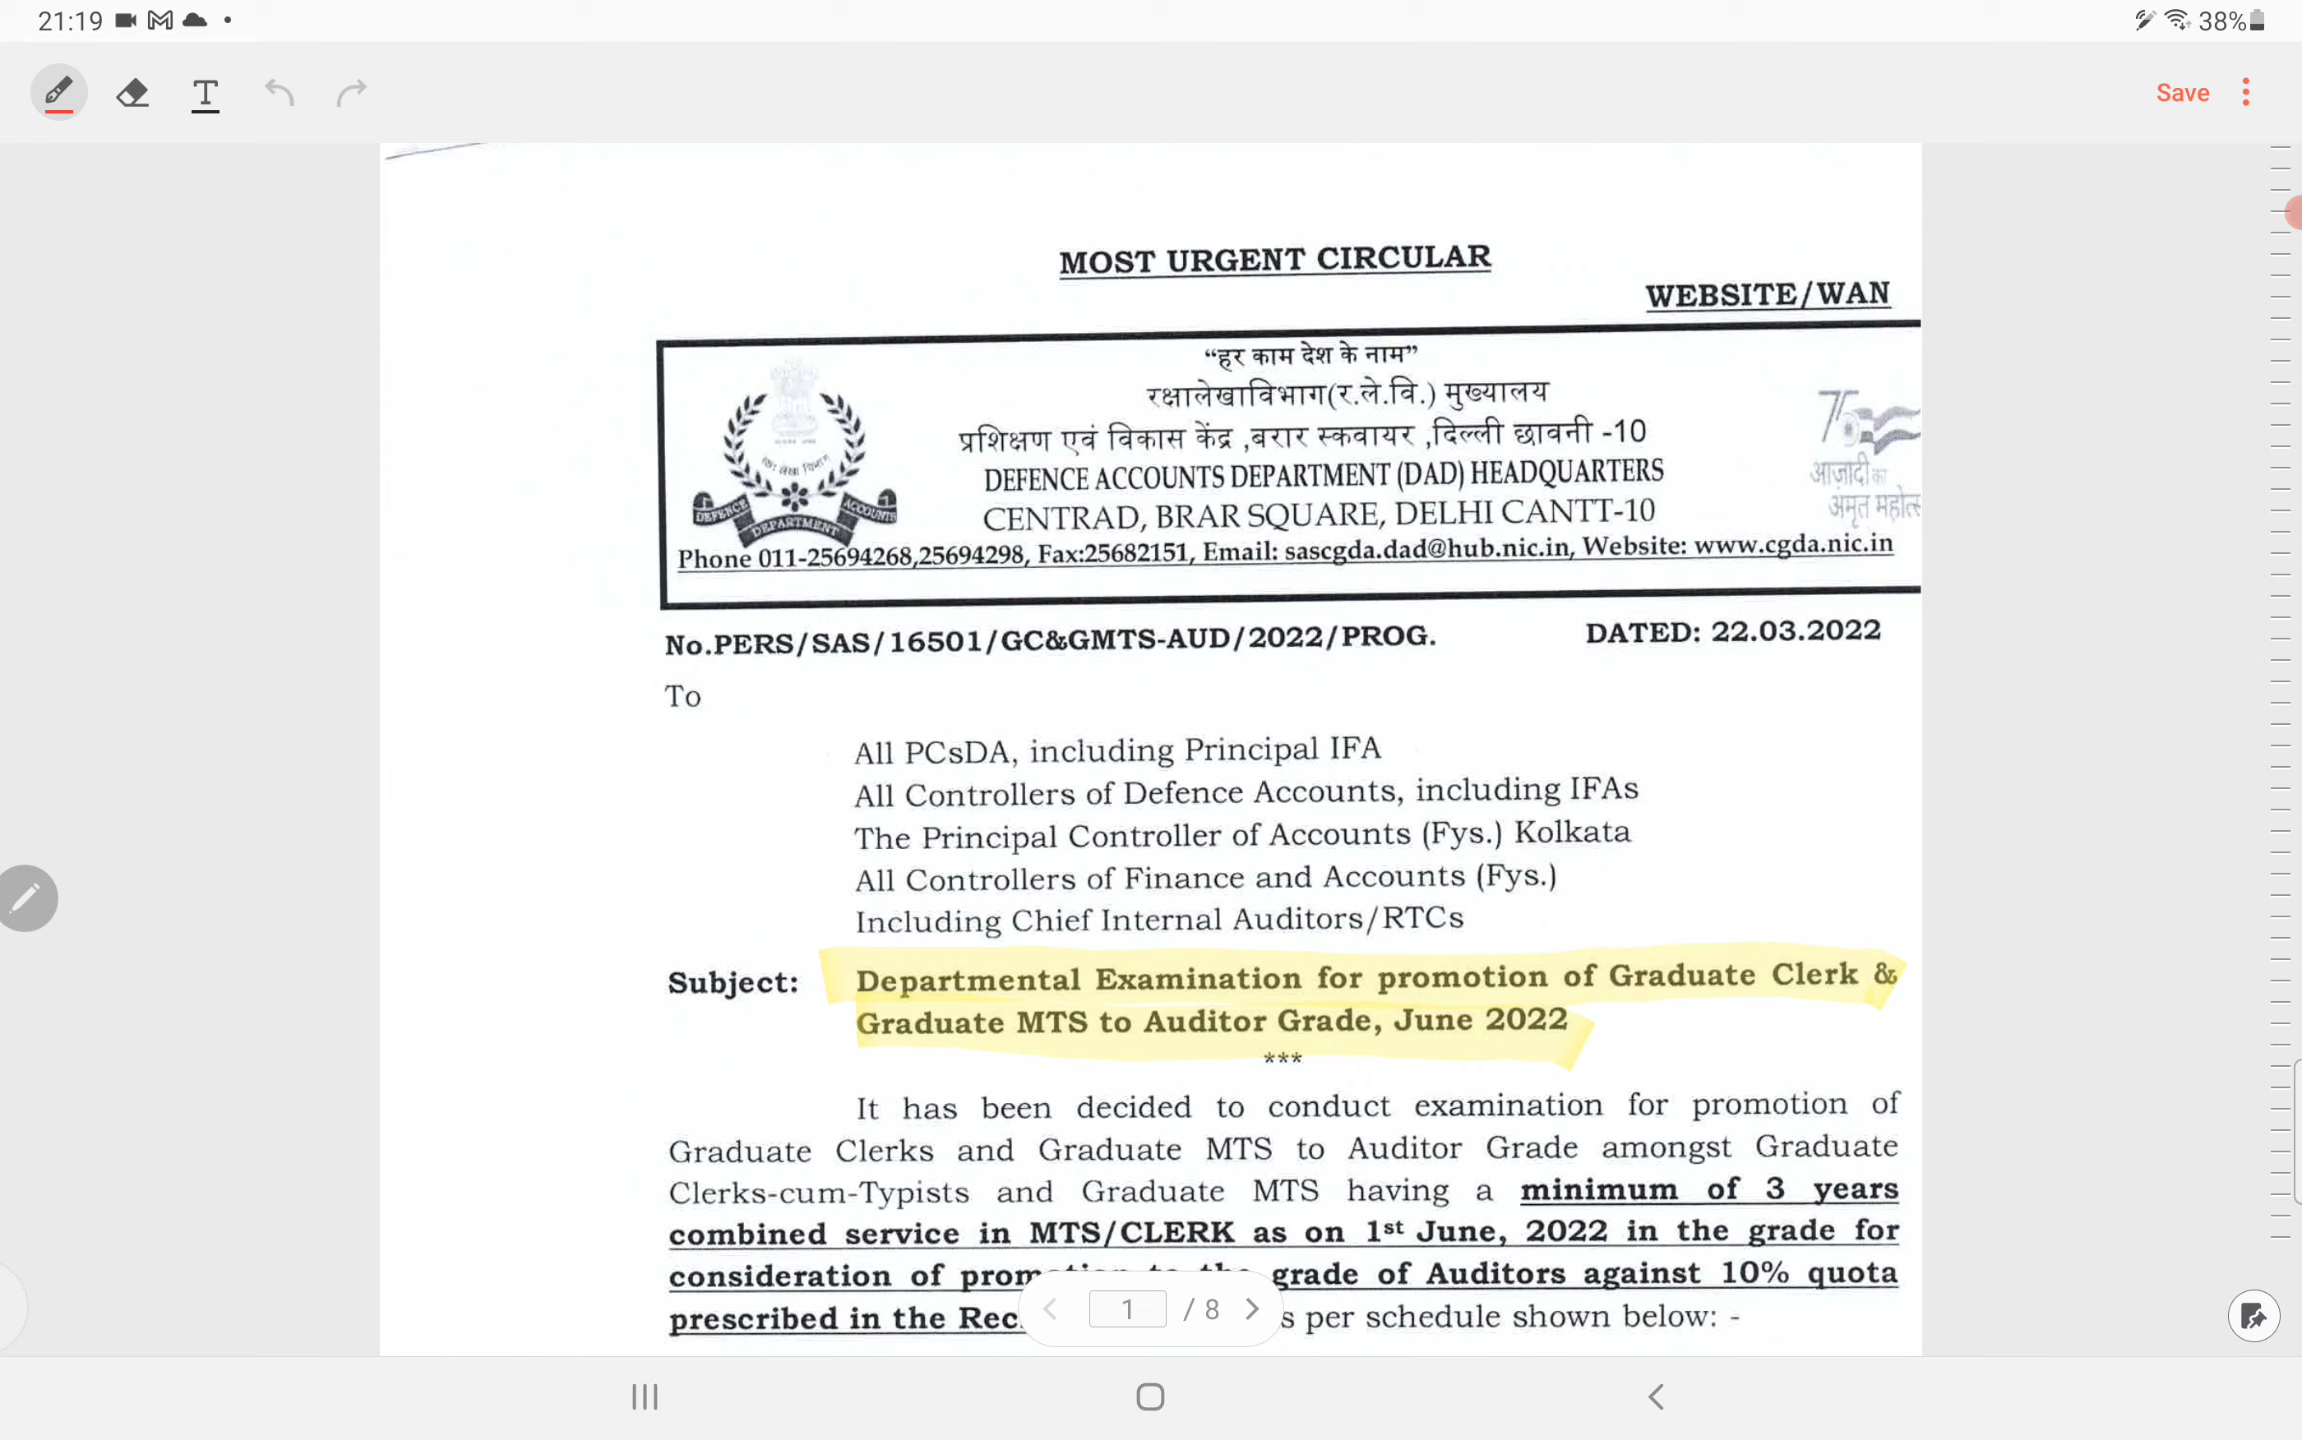 21:19
38%
Save
MOST URGENT CIRCULAR
WEBSITE/WAN
“हर काम देश के नाम”
रक्षालेखाविभाग(र.ले.वि.) मुख्यालय
प्रशिक्षण एवं विकास केंद्र ,बरार स्कवायर ,दिल्ली छावनी -10
DEFENCE ACCOUNTS DEPARTMENT (DAD) HEADQUARTERS
CENTRAD, BRAR SQUARE, DELHI CANTT-10
Phone 011-25694268,25694298, Fax:25682151, Email: sascgda.dad@hub.nic.in, Website: www.cgda.nic.in
DEFENCE DEPARTMENT ACCOUNTS
75
आज़ादी का
अमृत
No.PERS/SAS/16501/GC&GMTS-AUD/2022/PROG. DATED: 22.03.2022
To
All PCsDA, including Principal IFA
All Controllers of Defence Accounts, including IFAs
The Principal Controller of Accounts (Fys.) Kolkata
All Controllers of Finance and Accounts (Fys.)
Including Chief Internal Auditors/RTCs
Subject: Departmental Examination for promotion of Graduate Clerk &
Graduate MTS to Auditor Grade, June 2022
***
It has been decided to conduct examination for promotion of
Graduate Clerks and Graduate MTS to Auditor Grade amongst Graduate
Clerks-cum-Typists and Graduate MTS having a minimum of 3 years
combined service in MTS/CLERK as on 1st June, 2022 in the grade for
consideration of grade of Auditors against 10% quota
prescribed in the per schedule shown below: -
1 / 8